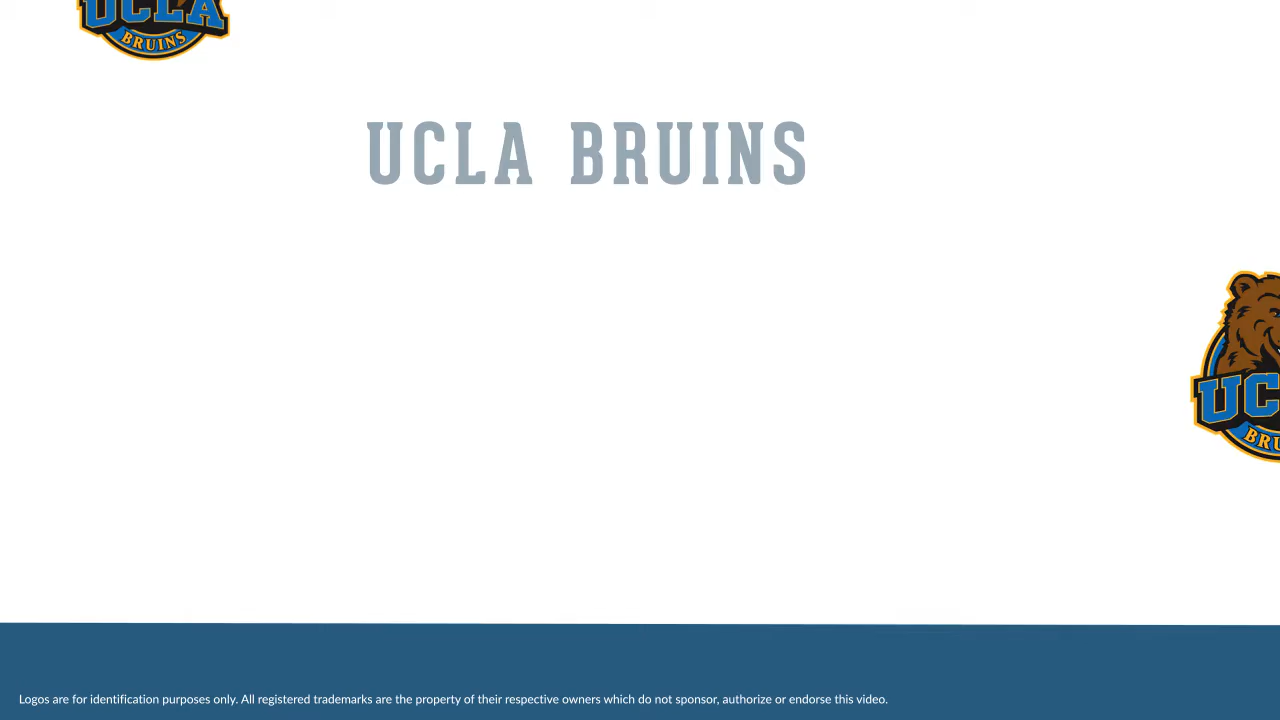 UCLA
BRUINS
UCLA BRUINS
UC
BRU
Logos are for identification purposes only. All registered trademarks are the property of their respective owners which do not sponsor, authorize or endorse this video.